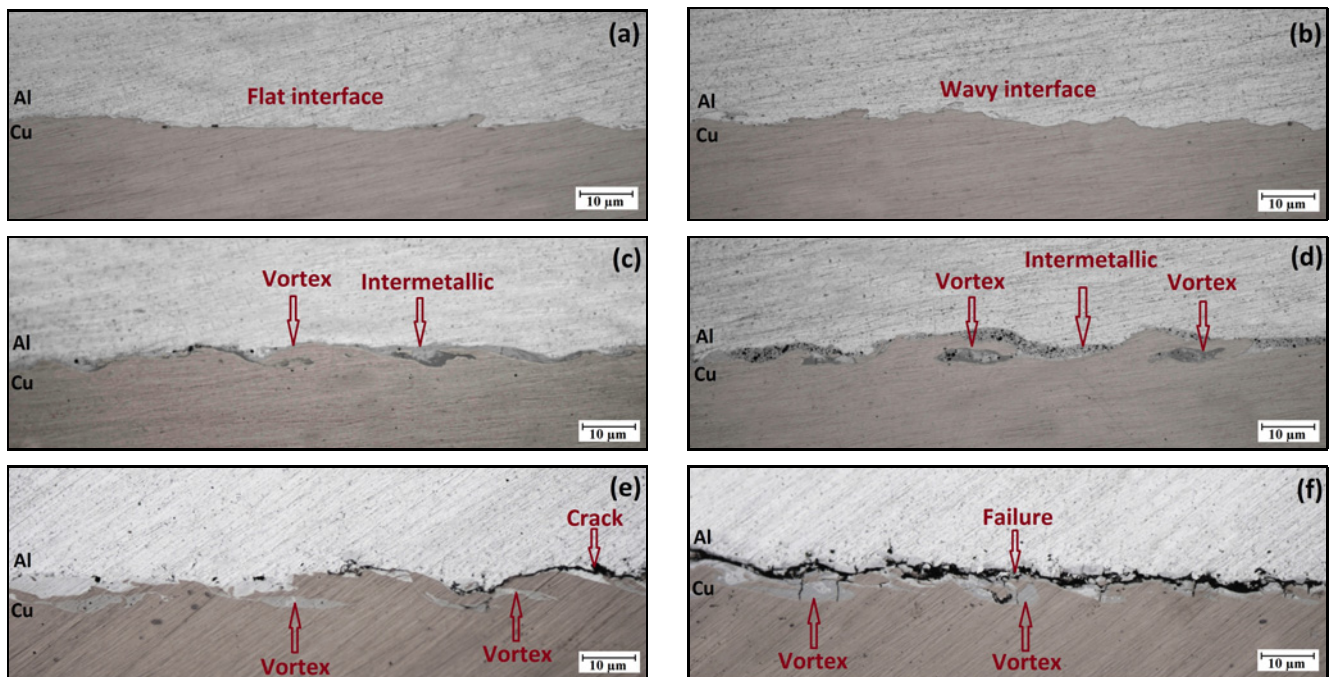 (a)
Flat interface
Al
Cu
10 μm
(b)
Wavy interface
Al
Cu
10 μm
(c)
Vortex Intermetallic
Al
Cu
10 μm
(d)
Intermetallic
Vortex Vortex
Al
Cu
10 μm
(e)
Crack
Al
Cu
Vortex
Vortex
10 μm
(f)
Failure
Al
Cu
Vortex Vortex
10 μm